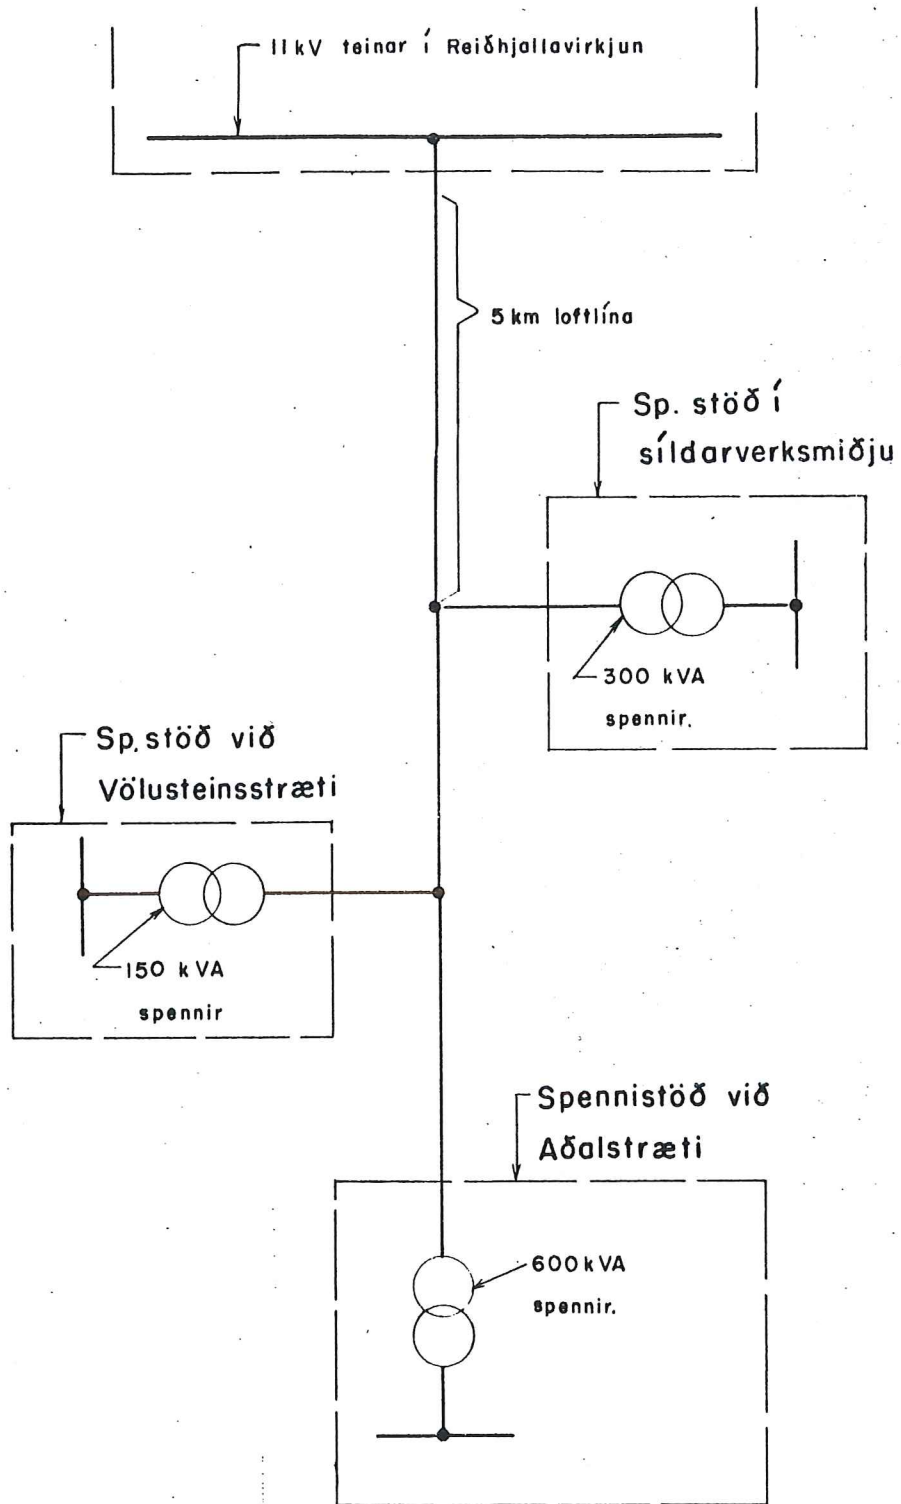 11 kV teinar í Reiðhjallavirkjun
5 km loftlína
Sp. stöð í
síldarverksmiðju
300 kVA
spennir.
Sp. stöð við
Völusteinsstræti
150 kVA
spennir
Spennistöð við
Aðalstræti
600 kVA
spennir.